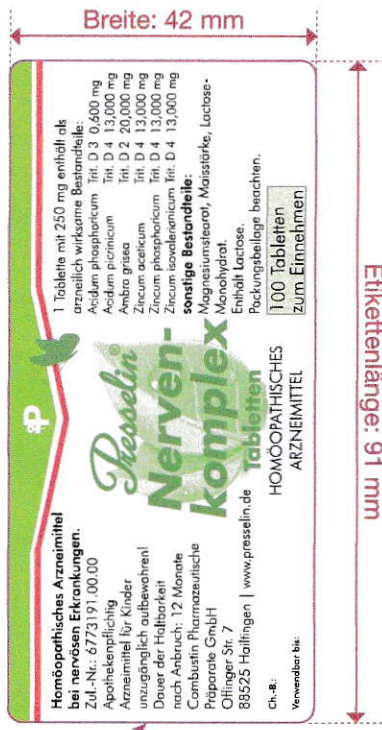 Breite: 42 mm
Etikettenlänge: 91 mm
P
Homöopathisches Arzneimittel
bei nervösen Erkrankungen.
Zul.-Nr.: 6773191.00.00
Apothekenpflichtig
Arzneimittel für Kinder
unzugänglich aufbewahren!
Dauer der Haltbarkeit
nach Anbruch: 12 Monate
Combustin Pharmazeutische
Präparate GmbH
Offinger Str. 7
88525 Hailtingen | www.presselin.de
Ch.-B.:
Verwendbar bis:
Presselin®
Nerven-
komplex
Tabletten
HOMÖOPATHISCHES
ARZNEIMITTEL
1 Tablette mit 250 mg enthält als
arzneilich wirksame Bestandteile:
Acidum phosphoricum Trit. D 3 0,600 mg
Acidum picrinicum Trit. D 4 13,000 mg
Ambra grisea Trit. D 2 20,000 mg
Zincum aceticum Trit. D 4 13,000 mg
Zincum phosphoricum Trit. D 4 13,000 mg
Zincum isovalerianicum Trit. D 4 13,000 mg
sonstige Bestandteile:
Magnesiumstearat, Maisstärke, Lactose-
Monohydrat.
Enthält Lactose.
Packungsbeilage beachten.
100 Tabletten
zum Einnehmen